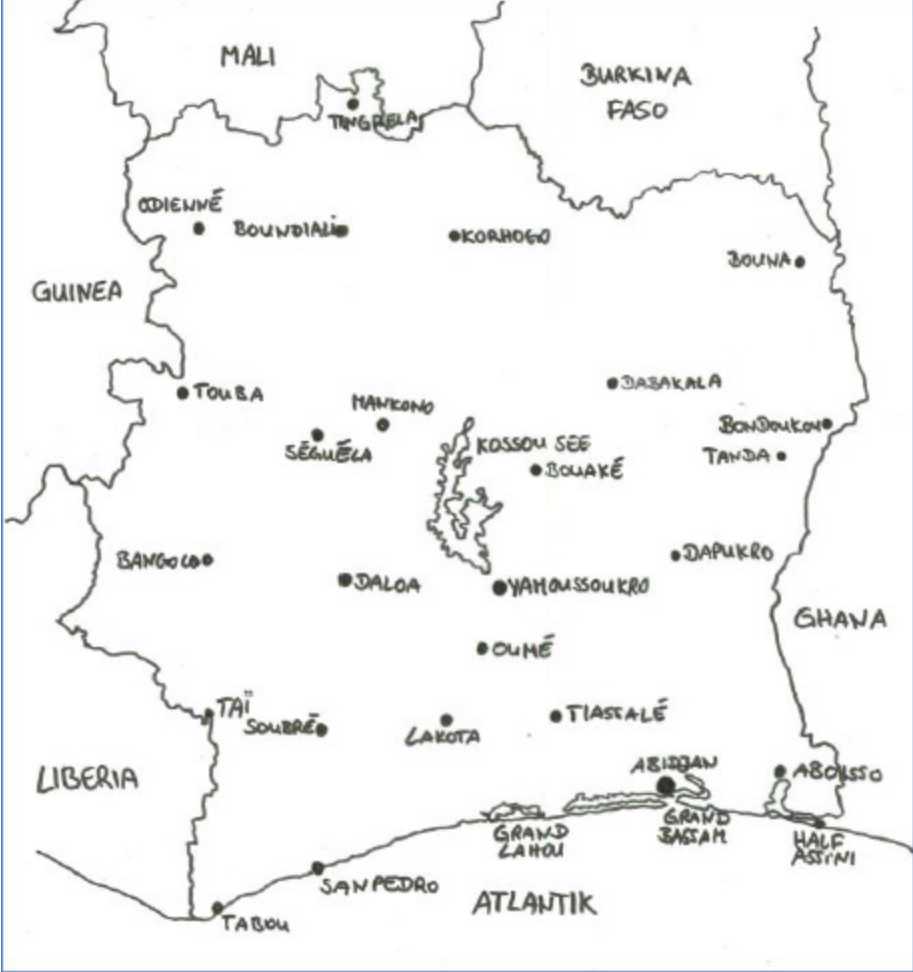 MALI
BURKINA
FASO
TINGRELA
ODIENNÉ
BOUNDIALI
KORHOGO
BOUNA
GUINEA
TOUBA
DABAKALA
MANKONO
BONDOUKOU
SÉGUÉLA
KOSSOU SEE
TANDA
BOUAKÉ
BANGOLO
DAPUKRO
DALOA
YAMOUSSOUKRO
GHANA
OUMÉ
TAÏ
SOUBRÉ
LAKOTA
TIASSALÉ
LIBERIA
ABIDJAN
ABOISSO
GRAND
LAHOU
GRAND
BASSAM
HALF
ASSINI
SAN PEDRO
ATLANTIK
TABOU